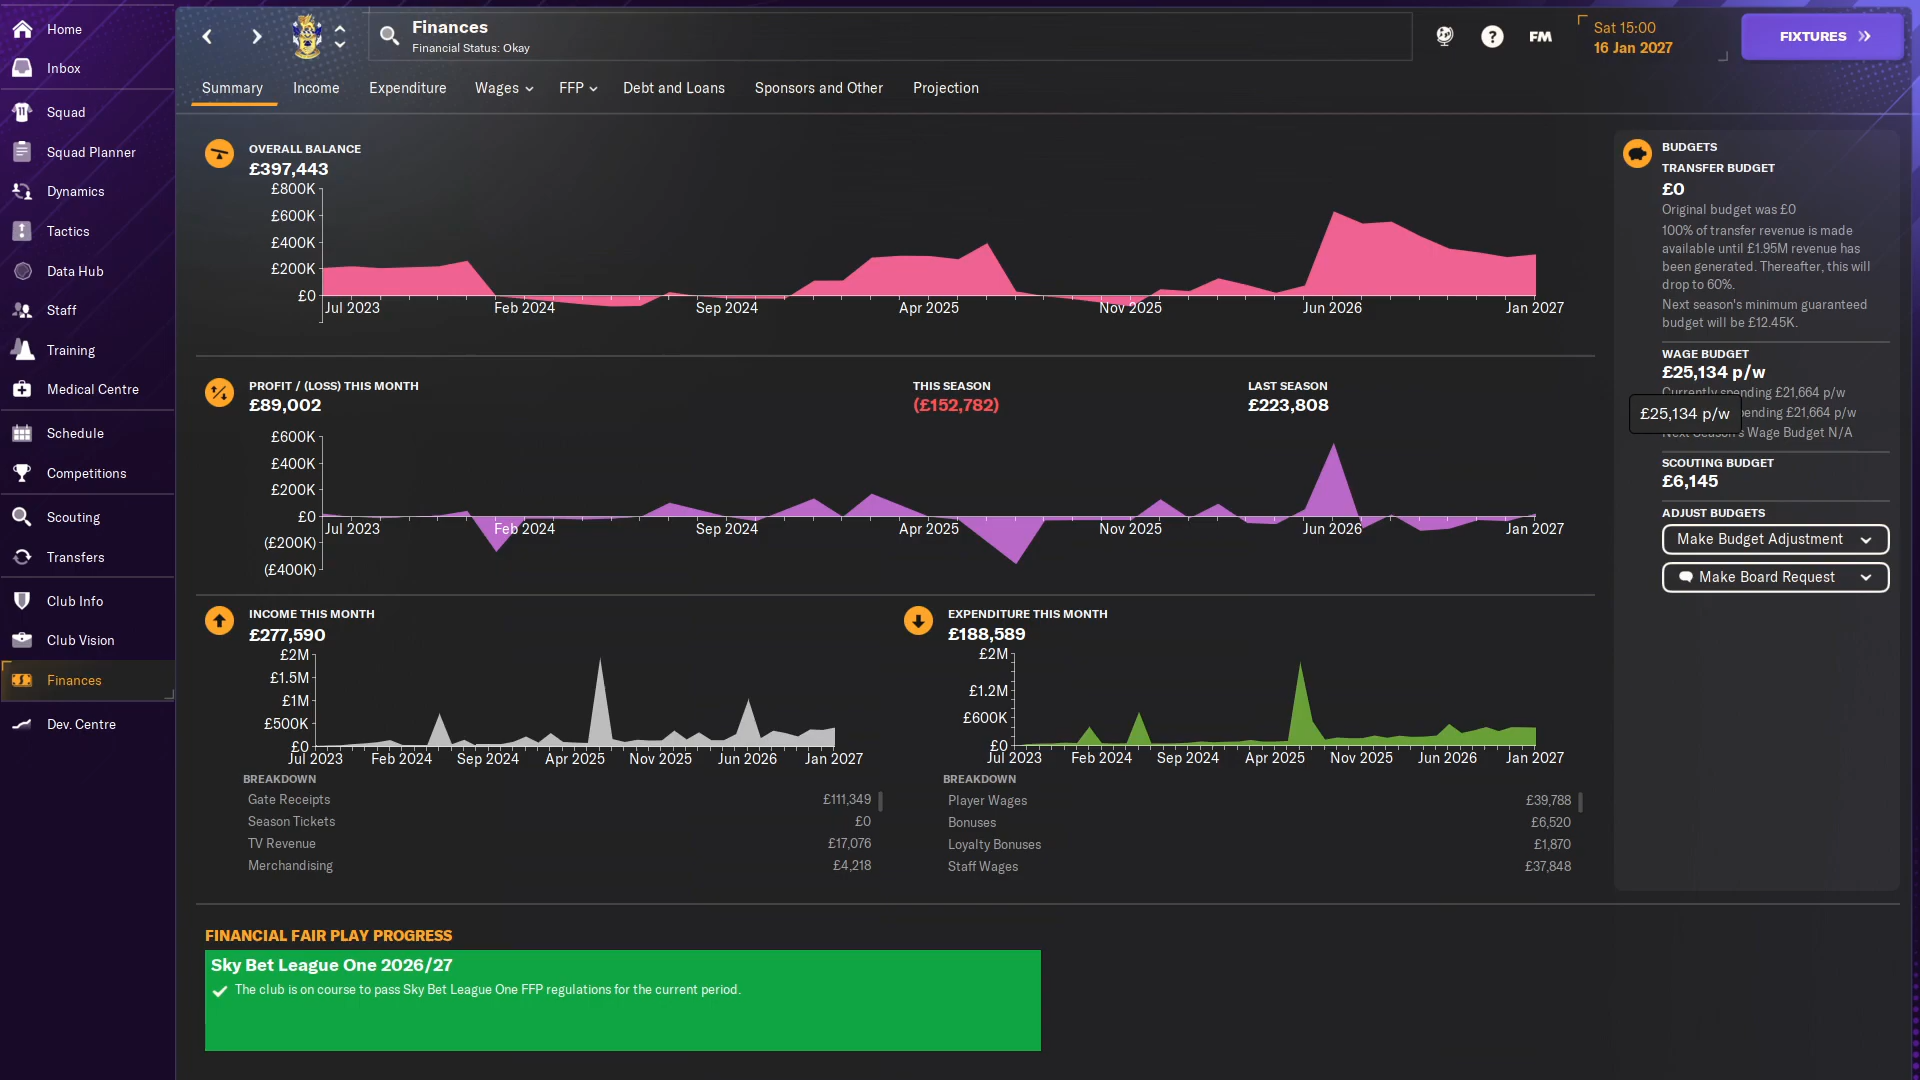 Home
Inbox
Squad
Squad Planner
Dynamics
Tactics
Data Hub
Staff
Training
Medical Centre
Schedule
Competitions
Scouting
Transfers
Club Info
Club Vision
Finances
Dev. Centre
Finances
Financial Status: Okay
FM
Sat 15:00
16 Jan 2027
FIXTURES
Summary Income Expenditure Wages FFP Debt and Loans Sponsors and Other Projection
OVERALL BALANCE
£397,443
£800K
£600K
£400K
£200K
£0
Jul 2023 Feb 2024 Sep 2024 Apr 2025 Nov 2025 Jun 2026 Jan 2027
PROFIT / (LOSS) THIS MONTH
£89,002
THIS SEASON
(£152,782)
LAST SEASON
£223,808
£600K
£400K
£200K
£0
(£200K)
(£400K)
Jul 2023 Feb 2024 Sep 2024 Apr 2025 Nov 2025 Jun 2026 Jan 2027
INCOME THIS MONTH
£277,590
£2M
£1.5M
£1M
£500K
£0
Jul 2023 Feb 2024 Sep 2024 Apr 2025 Nov 2025 Jun 2026 Jan 2027
BREAKDOWN
Gate Receipts £111,349
Season Tickets £0
TV Revenue £17,076
Merchandising £4,218
EXPENDITURE THIS MONTH
£188,589
£2M
£1.2M
£600K
£0
Jul 2023 Feb 2024 Sep 2024 Apr 2025 Nov 2025 Jun 2026 Jan 2027
BREAKDOWN
Player Wages £39,788
Bonuses £6,520
Loyalty Bonuses £1,870
Staff Wages £37,848
BUDGETS
TRANSFER BUDGET
£0
Original budget was £0
100% of transfer revenue is made
available until £1.95M revenue has
been generated. Thereafter, this will
drop to 60%.
Next season's minimum guaranteed
budget will be £12.45K.
WAGE BUDGET
£25,134 p/w
Currently spending £21,664 p/w
£25,134 p/w
£21,664 p/w
Next Season's Wage Budget N/A
SCOUTING BUDGET
£6,145
ADJUST BUDGETS
Make Budget Adjustment
Make Board Request
FINANCIAL FAIR PLAY PROGRESS
Sky Bet League One 2026/27
The club is on course to pass Sky Bet League One FFP regulations for the current period.